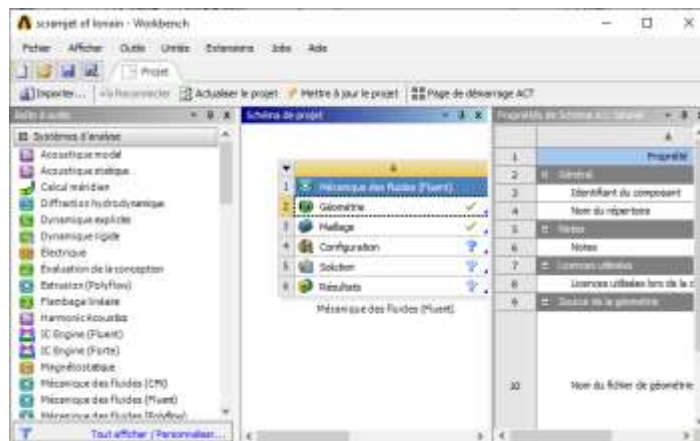 scramjet of lorrain - Workbench
Fichier Afficher Outils Unités Extensions Jobs Aide
Projet
Importer... Reconnecter Actualiser le projet Mettre à jour le projet Page de démarrage ACT
Boîte à outils
Schéma de projet
Systèmes d'analyse
Acoustique modal
Acoustique statique
Calcul méridien
Diffraction hydrodynamique
Dynamique explicite
Dynamique rigide
Electrique
Evaluation de la conception
Extrusion (Polyflow)
Flambage linéaire
Harmonic Acoustics
IC Engine (Fluent)
IC Engine (Forte)
Magnétostatique
Mécanique des fluides (CFX)
Mécanique des fluides (Fluent)
Mécanique des fluides (Polyflow)
Tout afficher / Personnaliser...
A
1 Mécanique des fluides (Fluent)
2 Géométrie
3 Maillage
4 Configuration
5 Solution
6 Résultats
Mécanique des fluides (Fluent)
A
1 Propriété
2 Général
3 Identifiant du composant
4 Nom du répertoire
5 Notes
6 Notes
7 Licences utilisées
8 Licences utilisées lors de la
9 Source de la géométrie
10 Nom du fichier de géométrie